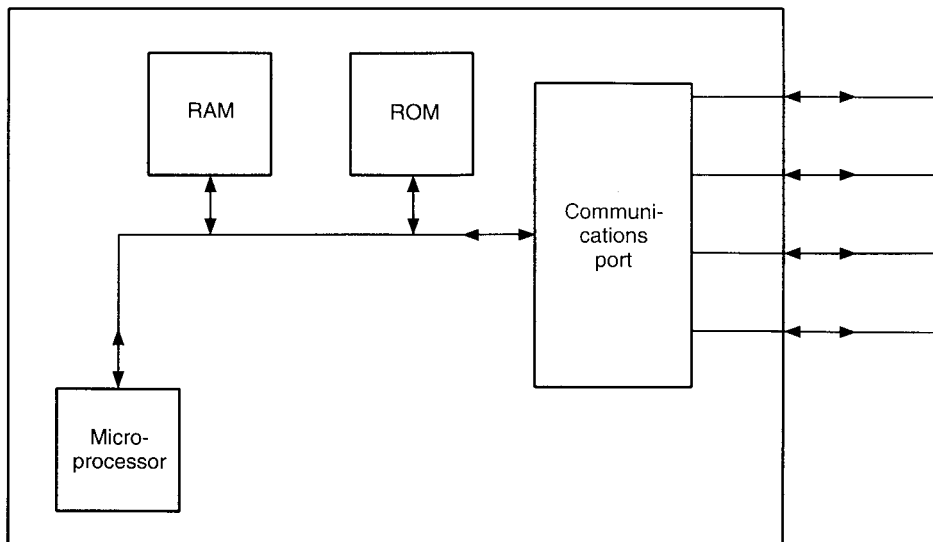 RAM
ROM
Communi-
cations
port
Micro-
processor